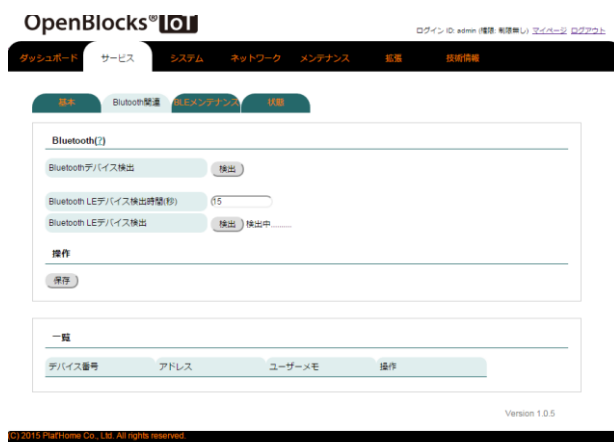 OpenBlocks® IoT
ログイン ID: admin (権限: 制限無し) マイページ ログアウト
ダッシュボード サービス システム ネットワーク メンテナンス 拡張 技術情報
基本 Blutooth関連 BLEメンテナンス 状態
Bluetooth(?)
Bluetoothデバイス検出 検出
Bluetooth LEデバイス検出時間(秒) 15
Bluetooth LEデバイス検出 検出 検出中.........
操作
保存
一覧
デバイス番号 アドレス ユーザーメモ 操作
Version 1.0.5
(C) 2015 Plat'Home Co., Ltd. All rights reserved.